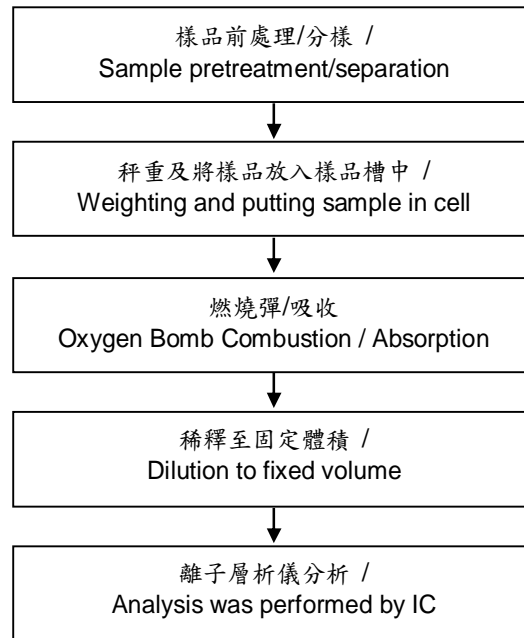 樣品前處理/分樣 /
Sample pretreatment/separation
秤重及將樣品放入樣品槽中 /
Weighting and putting sample in cell
燃燒彈/吸收
Oxygen Bomb Combustion / Absorption
稀釋至固定體積 /
Dilution to fixed volume
離子層析儀分析 /
Analysis was performed by IC